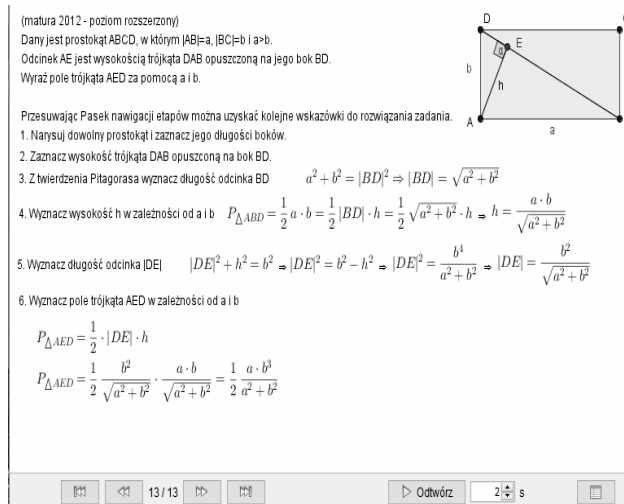 (matura 2012 - poziom rozszerzony)
Dany jest prostokąt ABCD, w którym |AB|=a, |BC|=b i a>b.
Odcinek AE jest wysokością trójkąta DAB opuszczoną na jego bok BD.
Wyraź pole trójkąta AED za pomocą a i b.
D
E
α
b
h
A
a
Przesuwając Pasek nawigacji etapów można uzyskać kolejne wskazówki do rozwiązania zadania.
1. Narysuj dowolny prostokąt i zaznacz jego długości boków.
2. Zaznacz wysokość trójkąta DAB opuszczoną na bok BD.
3. Z twierdzenia Pitagorasa wyznacz długość odcinka BD a² + b² = |BD|² ⇒ |BD| = √(a² + b²)
4. Wyznacz wysokość h w zależności od a i b P_ΔABD = 1/2 a · b = 1/2 |BD| · h = 1/2 √(a² + b²) · h ⇒ h = (a · b)/√(a² + b²)
5. Wyznacz długość odcinka |DE| |DE|² + h² = b² ⇒ |DE|² = b² − h² ⇒ |DE|² = b⁴/(a² + b²) ⇒ |DE| = b²/√(a² + b²)
6. Wyznacz pole trójkąta AED w zależności od a i b
P_ΔAED = 1/2 · |DE| · h
P_ΔAED = 1/2 b²/√(a² + b²) · (a · b)/√(a² + b²) = 1/2 (a · b³)/(a² + b²)
13 / 13
Odtwórz
2 s